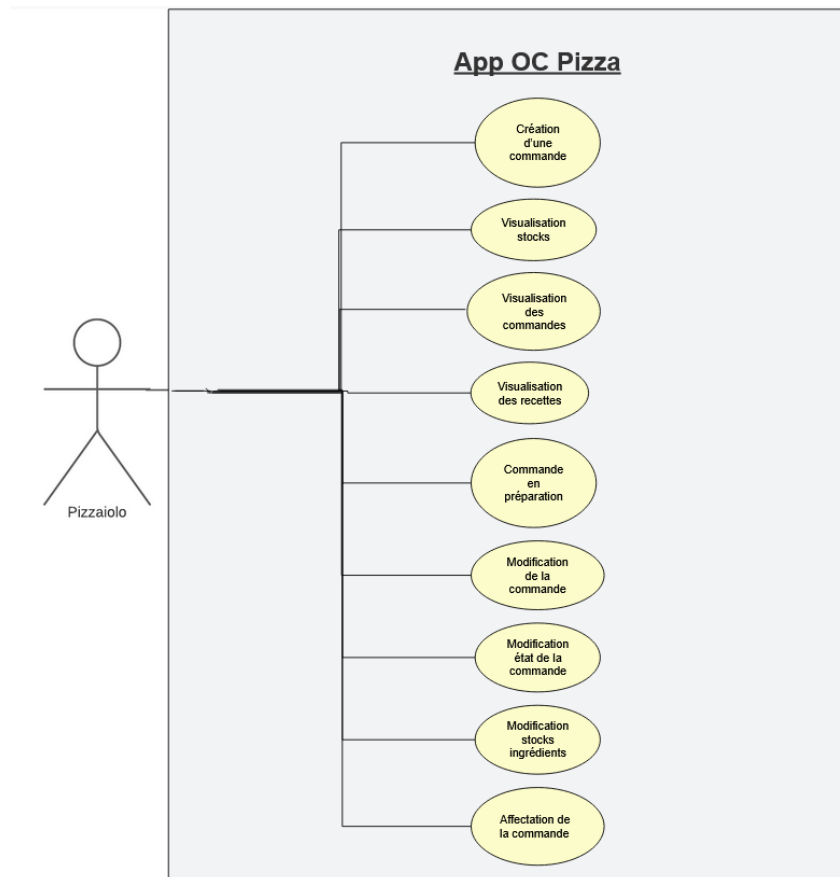 App OC Pizza
Création
d'une
commande
Visualisation
stocks
Visualisation
des
commandes
Visualisation
des recettes
Commande
en
préparation
Modification
de la
commande
Modification
état de la
commande
Modification
stocks
ingrédients
Affectation de
la commande
Pizzaiolo